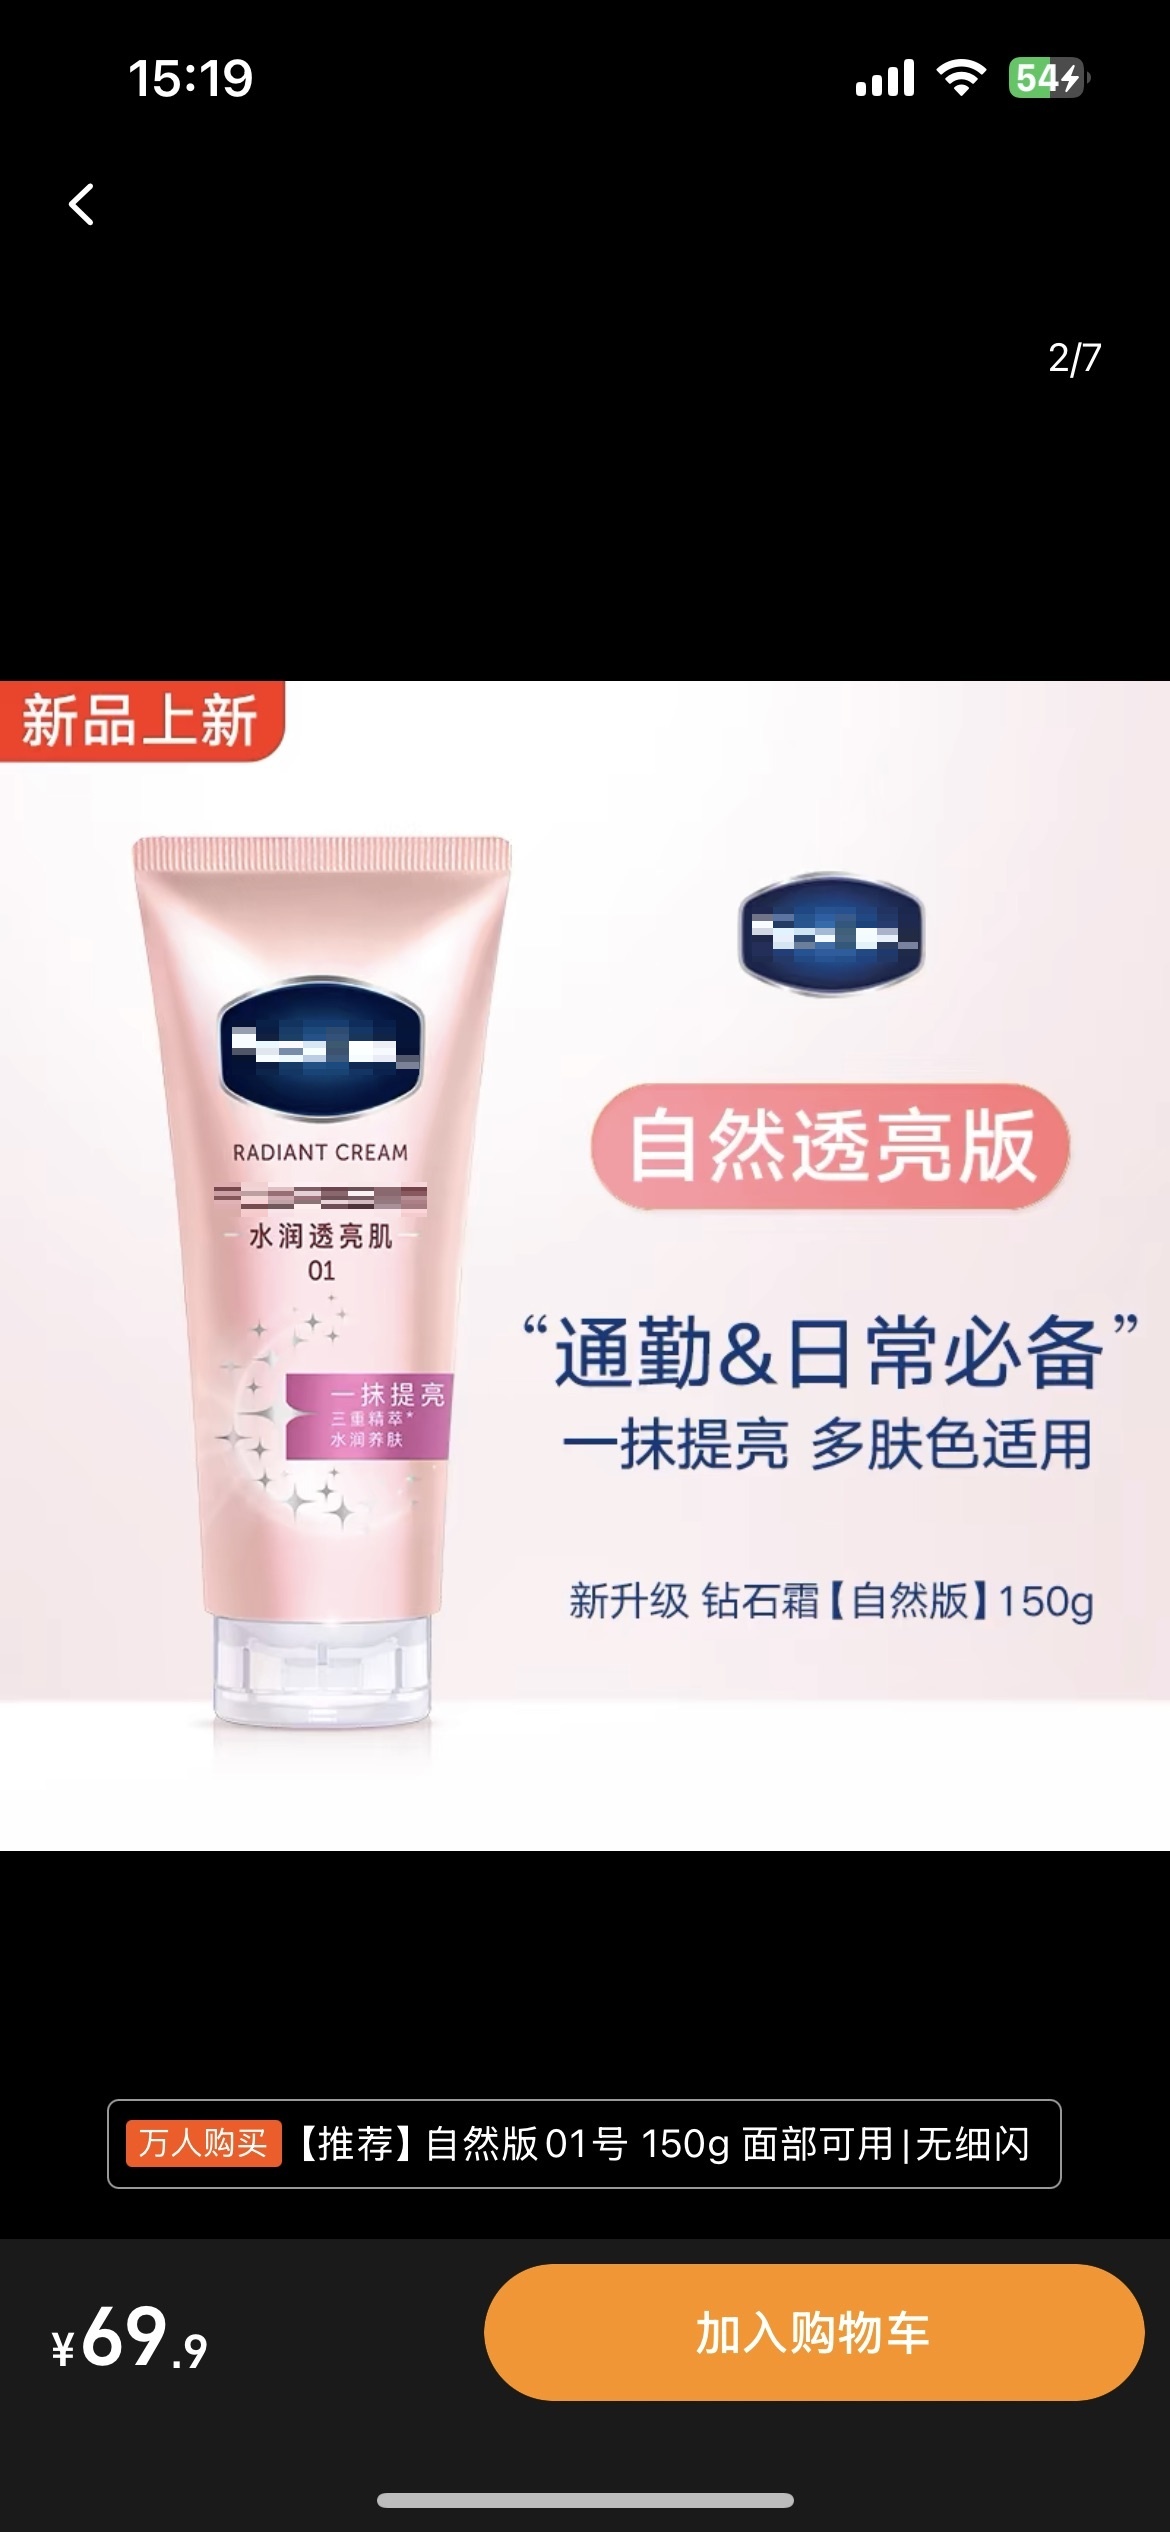 15:19
54
2/7
新品上新
RADIANT CREAM
水润透亮肌
01
一抹提亮
三重精萃*
水润养肤
自然透亮版
“通勤&日常必备”
一抹提亮 多肤色适用
新升级 钻石霜【自然版】150g
万人购买【推荐】自然版01号 150g 面部可用|无细闪
¥69.9
加入购物车